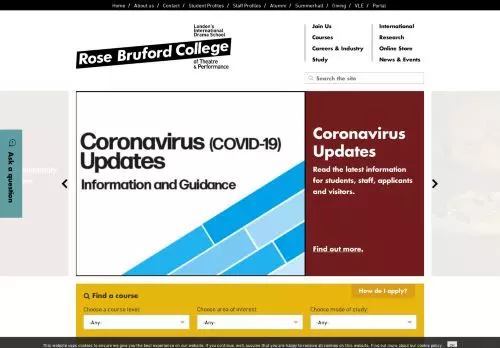 Home / About us / Contact / Student Profiles / Staff Profiles / Alumni / Summerhall / Giving / VLE / Portal
London's
International
Drama School
Rose Bruford College
of Theatre
& Performance
Join Us
Courses
Careers & Industry
Study
International
Research
Online Store
News & Events
Search the site
Ask a question
Coronavirus (COVID-19)
Updates
Information and Guidance
Coronavirus
Updates
Read the latest information
for students, staff, applicants
and visitors.
Find out more.
How do I apply?
Find a course
Choose a course level:
Choose area of interest:
Choose mode of study:
-Any-
-Any-
-Any-
This website uses cookies to ensure we give you the best experience on our website. If you continue, we'll assume that you are happy to receive all cookies on this website. Find out more about our cookie policy.